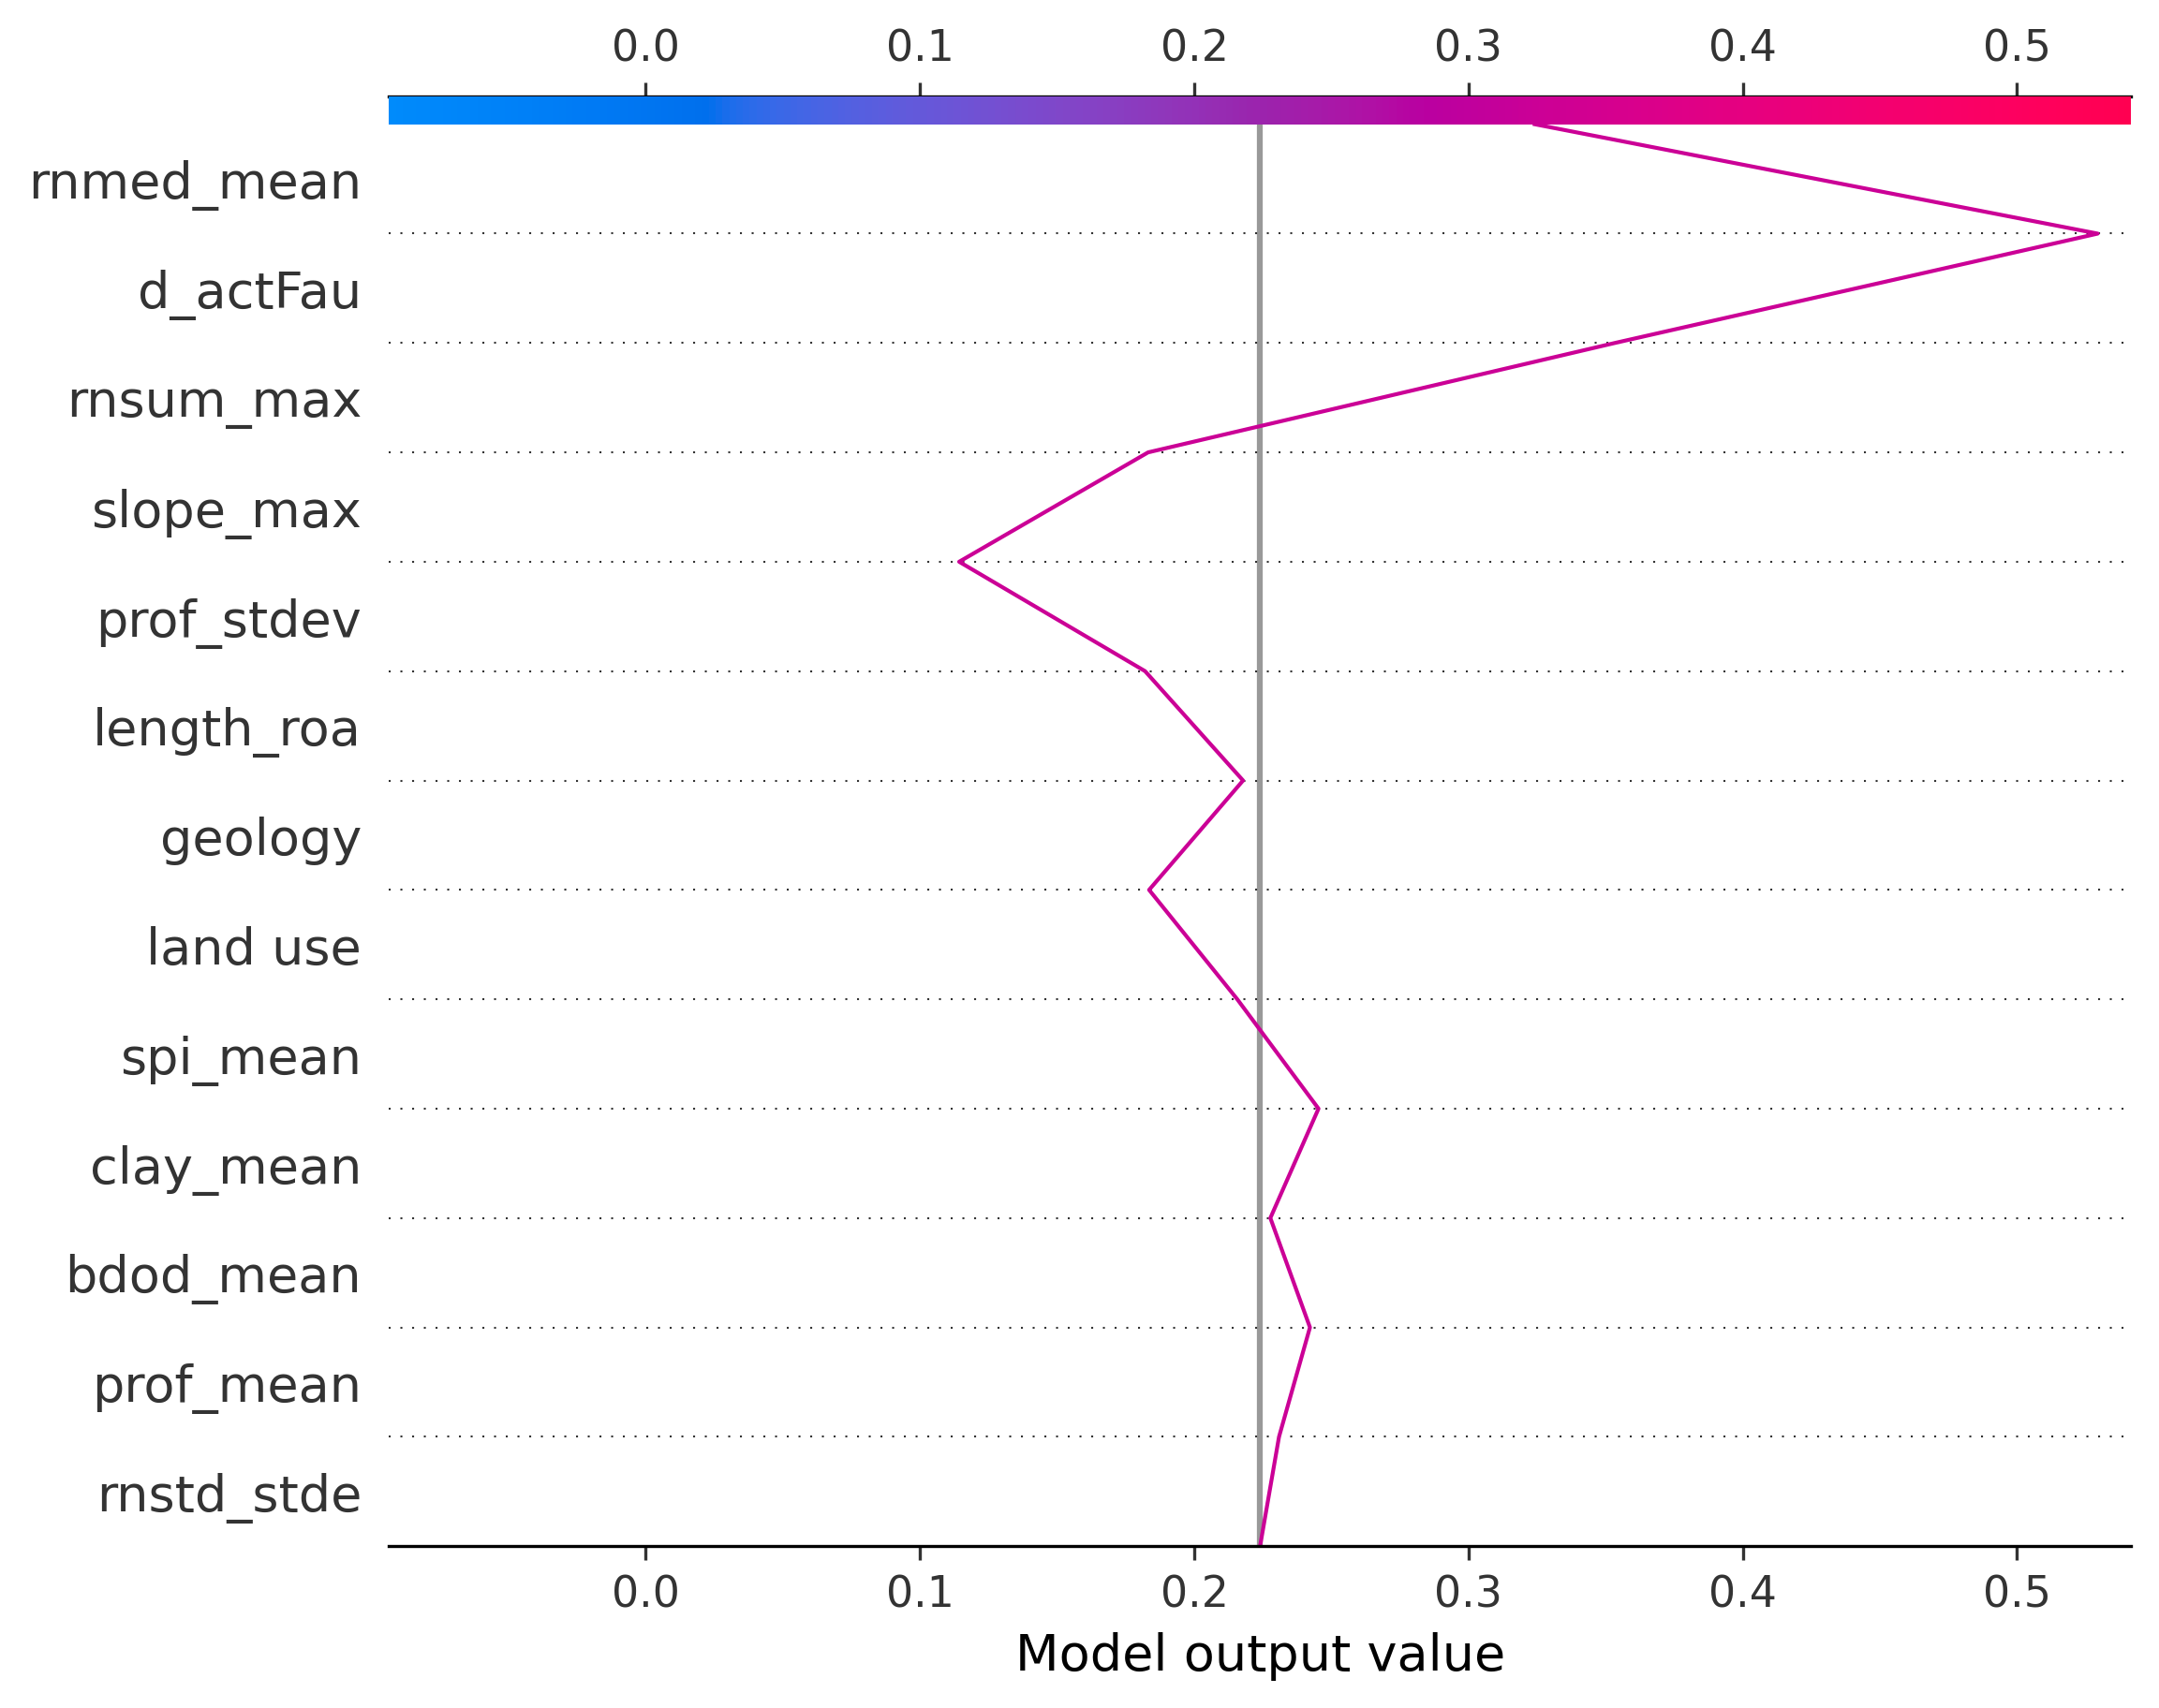 0.0 0.1 0.2 0.3 0.4 0.5
rnmed_mean
d_actFau
rnsum_max
slope_max
prof_stdev
length_roa
geology
land use
spi_mean
clay_mean
bdod_mean
prof_mean
rnstd_stde
0.0 0.1 0.2 0.3 0.4 0.5
Model output value